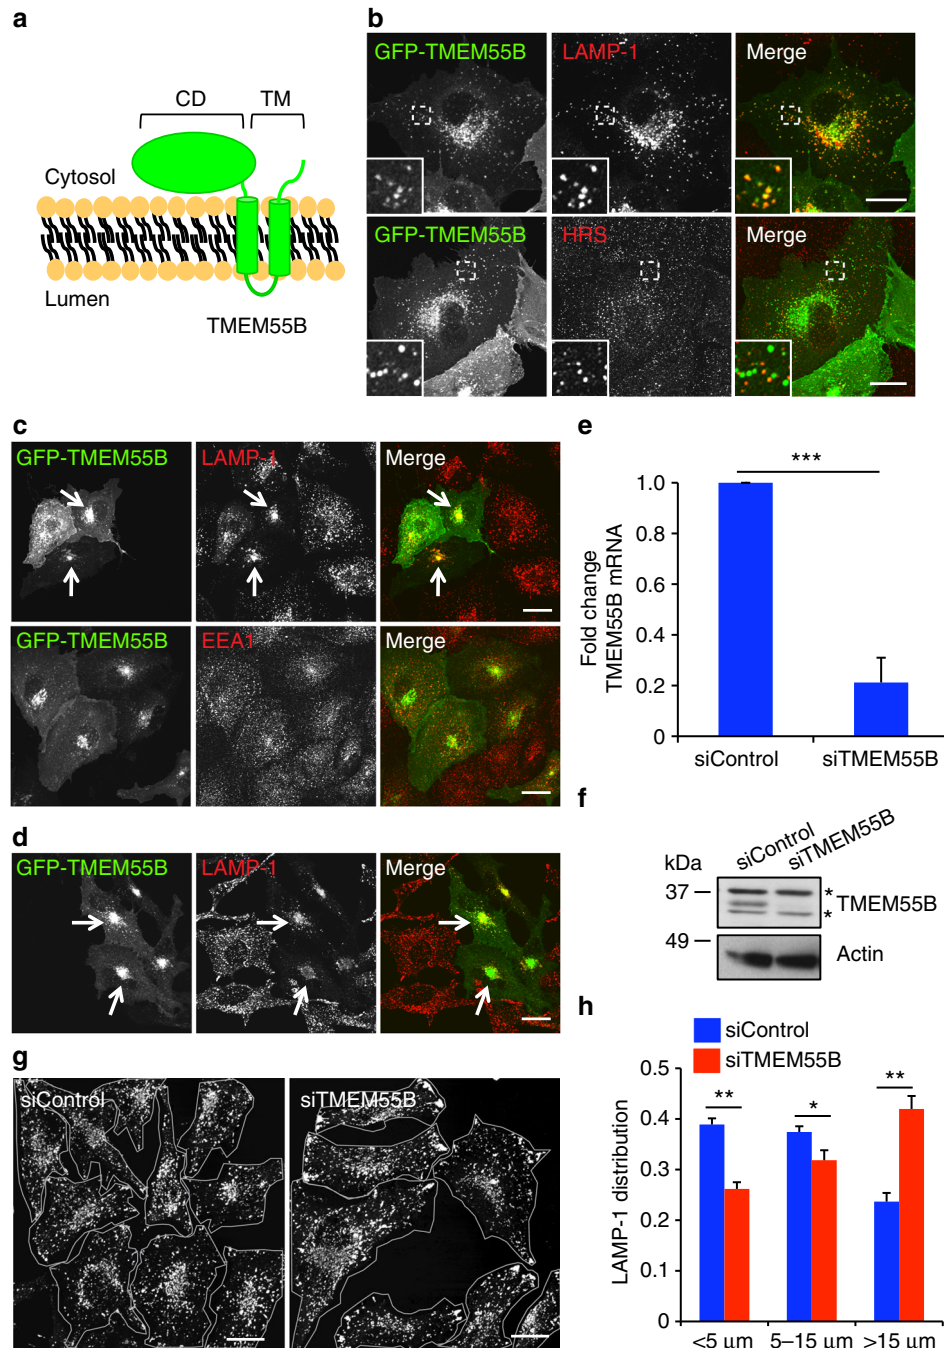 a
CD
TM
Cytosol
Lumen
TMEM55B
b
GFP-TMEM55B
LAMP-1
Merge
GFP-TMEM55B
HRS
Merge
c
GFP-TMEM55B
LAMP-1
Merge
GFP-TMEM55B
EEA1
Merge
d
GFP-TMEM55B
LAMP-1
Merge
e
***
Fold change
TMEM55B mRNA
1.0
0.8
0.6
0.4
0.2
0
siControl
siTMEM55B
f
siControl
siTMEM55B
kDa
37
*
TMEM55B
*
49
Actin
g
siControl
siTMEM55B
h
siControl
siTMEM55B
LAMP-1 distribution
0.5
0.4
0.3
0.2
0.1
0
**
*
**
<5 μm
5–15 μm
>15 μm